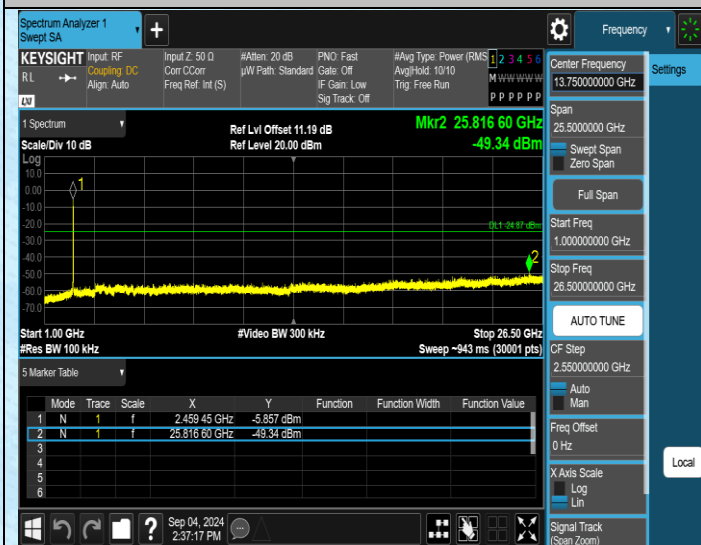 Spectrum Analyzer 1
Swept SA
+
Frequency
KEYSIGHT
RL
LXI
Input: RF
Coupling: DC
Align: Auto
Input Z: 50 Ω
Corr CCorr
Freq Ref: Int (S)
#Atten: 20 dB
µW Path: Standard
PNO: Fast
Gate: Off
IF Gain: Low
Sig Track: Off
#Avg Type: Power (RMS
Avg|Hold: 10/10
Trig: Free Run
1 2 3 4 5 6
M W W W W W
P P P P P P
1 Spectrum
Scale/Div 10 dB
Ref Lvl Offset 11.19 dB
Ref Level 20.00 dBm
Mkr2 25.816 60 GHz
-49.34 dBm
Log
10.0
0.00
-10.0
-20.0
-30.0
-40.0
-50.0
-60.0
-70.0
1
DL1 -24.87 dBm
2
Start 1.00 GHz
#Video BW 300 kHz
Stop 26.50 GHz
#Res BW 100 kHz
Sweep ~943 ms (30001 pts)
5 Marker Table
Mode Trace Scale X Y Function Function Width Function Value
1 N 1 f 2.459 45 GHz -5.857 dBm
2 N 1 f 25.816 60 GHz -49.34 dBm
3
4
5
6
Sep 04, 2024
2:37:17 PM
Center Frequency
13.750000000 GHz
Span
25.5000000 GHz
Swept Span
Zero Span
Full Span
Start Freq
1.000000000 GHz
Stop Freq
26.500000000 GHz
AUTO TUNE
CF Step
2.550000000 GHz
Auto
Man
Freq Offset
0 Hz
X Axis Scale
Log
Lin
Signal Track
(Span Zoom)
Settings
Local